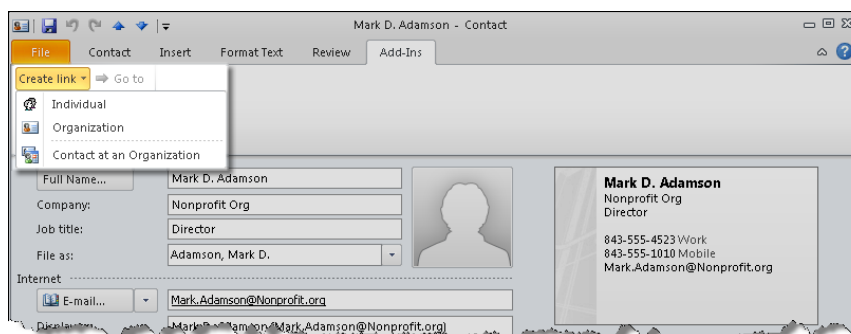 Mark D. Adamson - Contact
File Contact Insert Format Text Review Add-Ins
Create link Go to
Individual
Organization
Contact at an Organization
Full Name... Mark D. Adamson
Company: Nonprofit Org
Job title: Director
File as: Adamson, Mark D.
Internet
E-mail... Mark.Adamson@Nonprofit.org
Mark D. Adamson
Nonprofit Org
Director
843-555-4523 Work
843-555-1010 Mobile
Mark.Adamson@Nonprofit.org